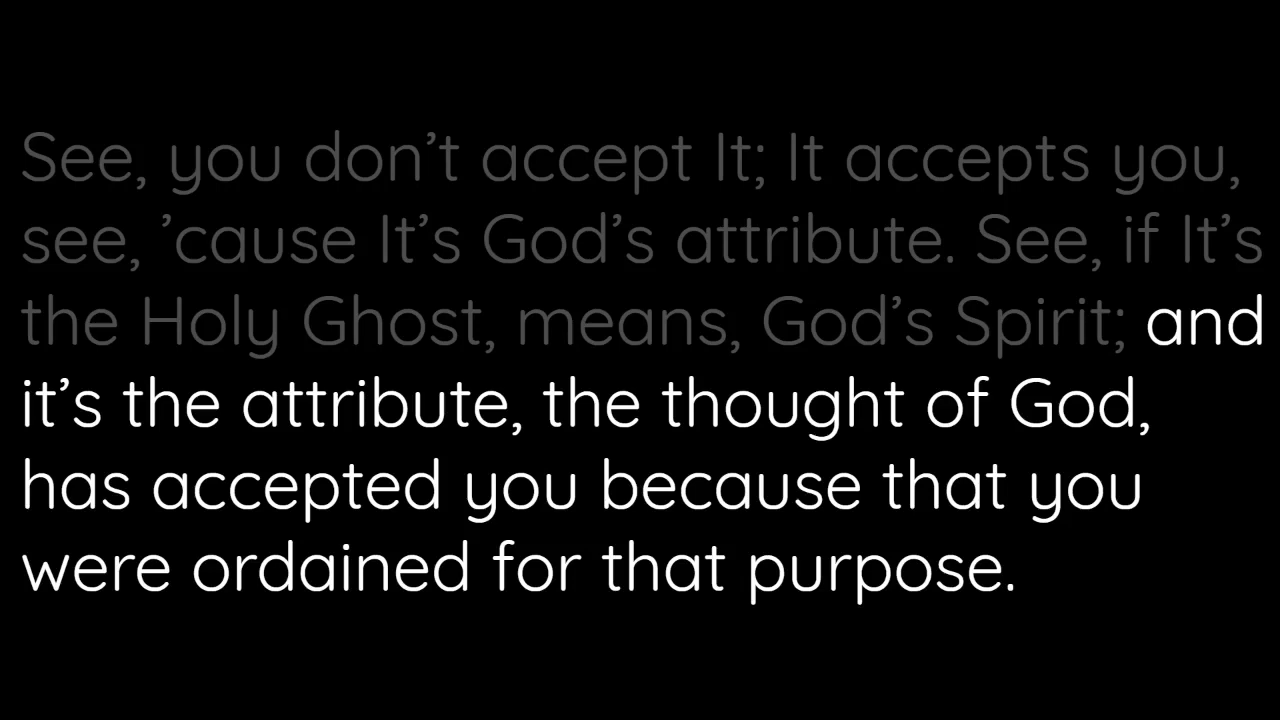 See, you don’t accept It; It accepts you,
see, ’cause It’s God’s attribute. See, if It’s
the Holy Ghost, means, God’s Spirit; and
it’s the attribute, the thought of God,
has accepted you because that you
were ordained for that purpose.